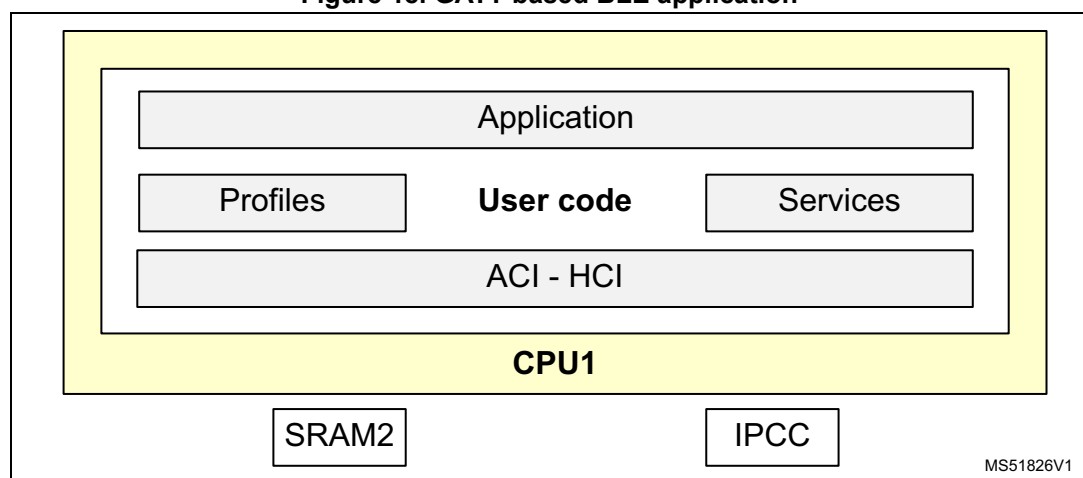 Application
Profiles User code Services
ACI - HCI
CPU1
SRAM2 IPCC
MS51826V1